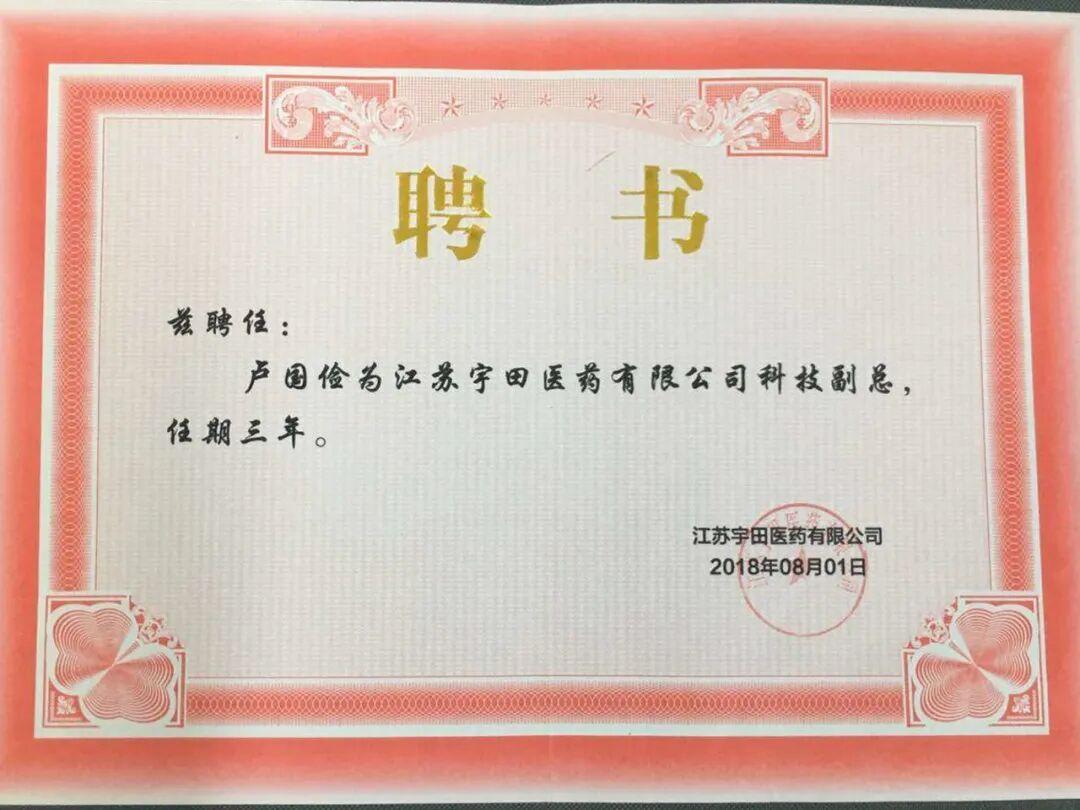 聘 书
兹聘任：
卢国俭为江苏宇田医药有限公司科技副总，
任期三年。
江苏宇田医药有限公司
2018年08月01日